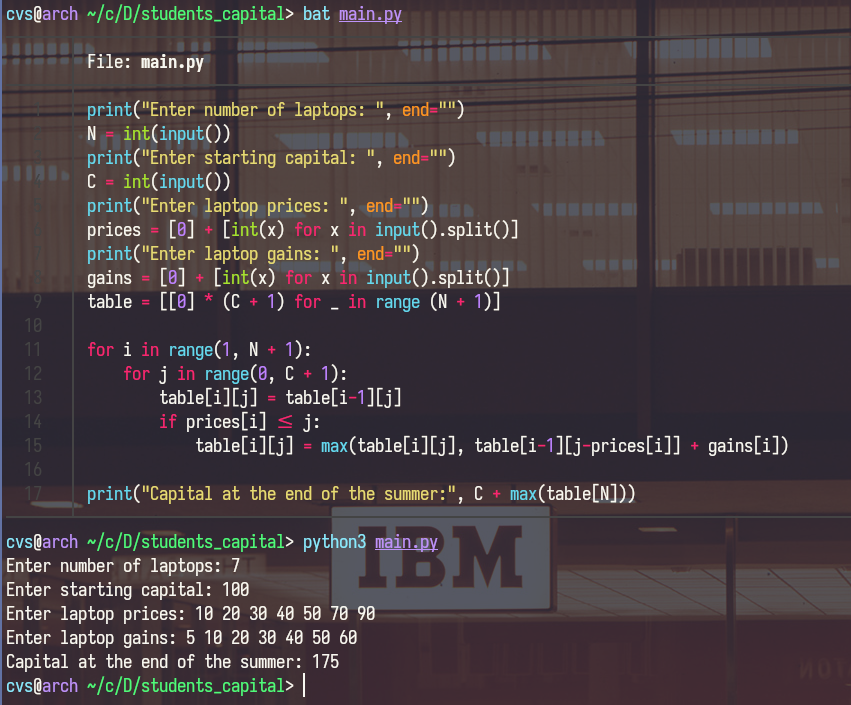 cvs@arch ~/c/D/students_capital> bat main.py
File: main.py
print("Enter number of laptops: ", end="")
N = int(input())
print("Enter starting capital: ", end="")
C = int(input())
print("Enter laptop prices: ", end="")
prices = [0] + [int(x) for x in input().split()]
print("Enter laptop gains: ", end="")
gains = [0] + [int(x) for x in input().split()]
9 table = [[0] * (C + 1) for _ in range (N + 1)]
10
11 for i in range(1, N + 1):
12 for j in range(0, C + 1):
13 table[i][j] = table[i-1][j]
14 if prices[i] ≤ j:
15 table[i][j] = max(table[i][j], table[i-1][j-prices[i]] + gains[i])
16
17 print("Capital at the end of the summer:", C + max(table[N]))
cvs@arch ~/c/D/students_capital> python3 main.py
Enter number of laptops: 7
Enter starting capital: 100
Enter laptop prices: 10 20 30 40 50 70 90
Enter laptop gains: 5 10 20 30 40 50 60
Capital at the end of the summer: 175
cvs@arch ~/c/D/students_capital>
IBM